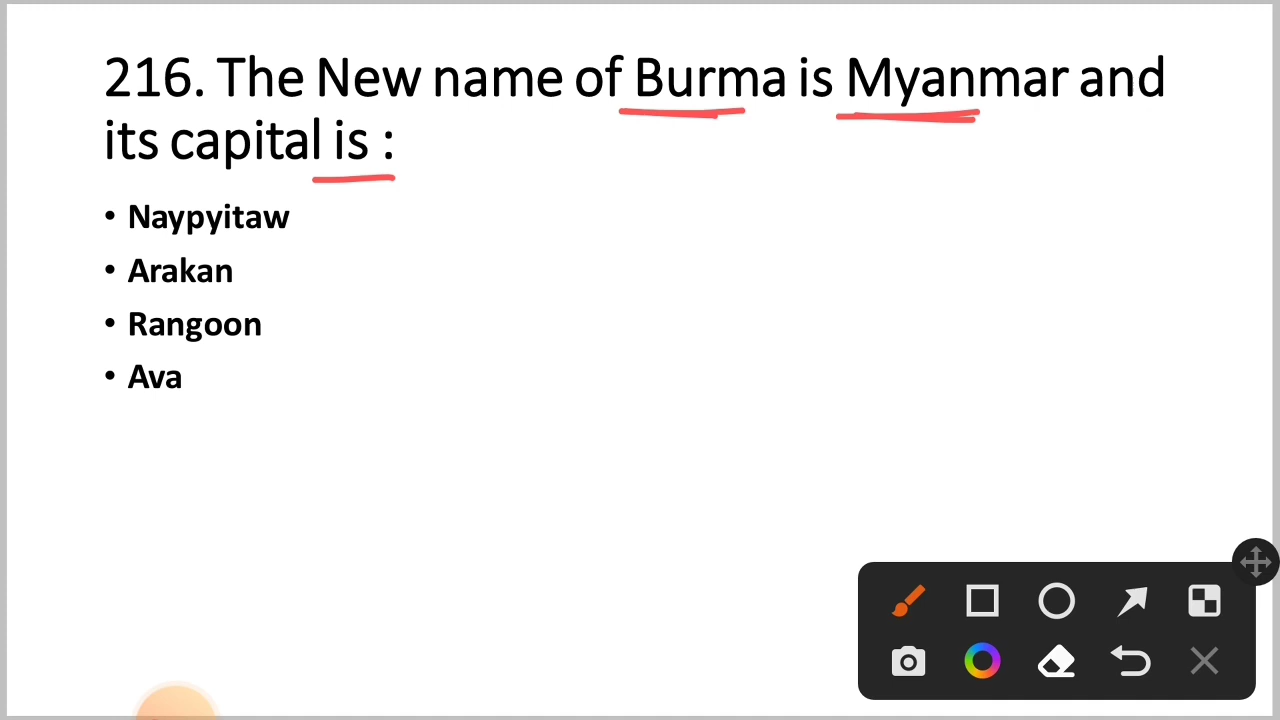 216. The New name of Burma is Myanmar and
its capital is :
• Naypyitaw
• Arakan
• Rangoon
• Ava